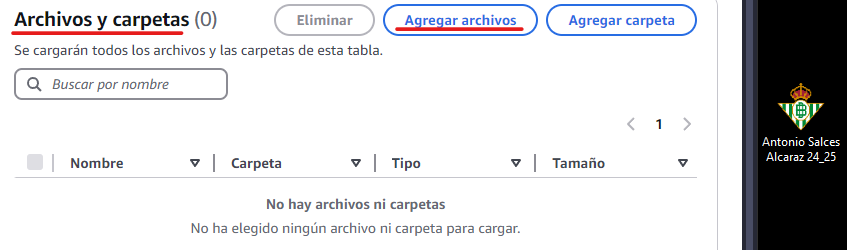 Archivos y carpetas (0)
Eliminar
Agregar archivos
Agregar carpeta
Se cargarán todos los archivos y las carpetas de esta tabla.
Buscar por nombre
1
Nombre
Carpeta
Tipo
Tamaño
No hay archivos ni carpetas
No ha elegido ningún archivo ni carpeta para cargar.
Antonio Salces
Alcaraz 24_25